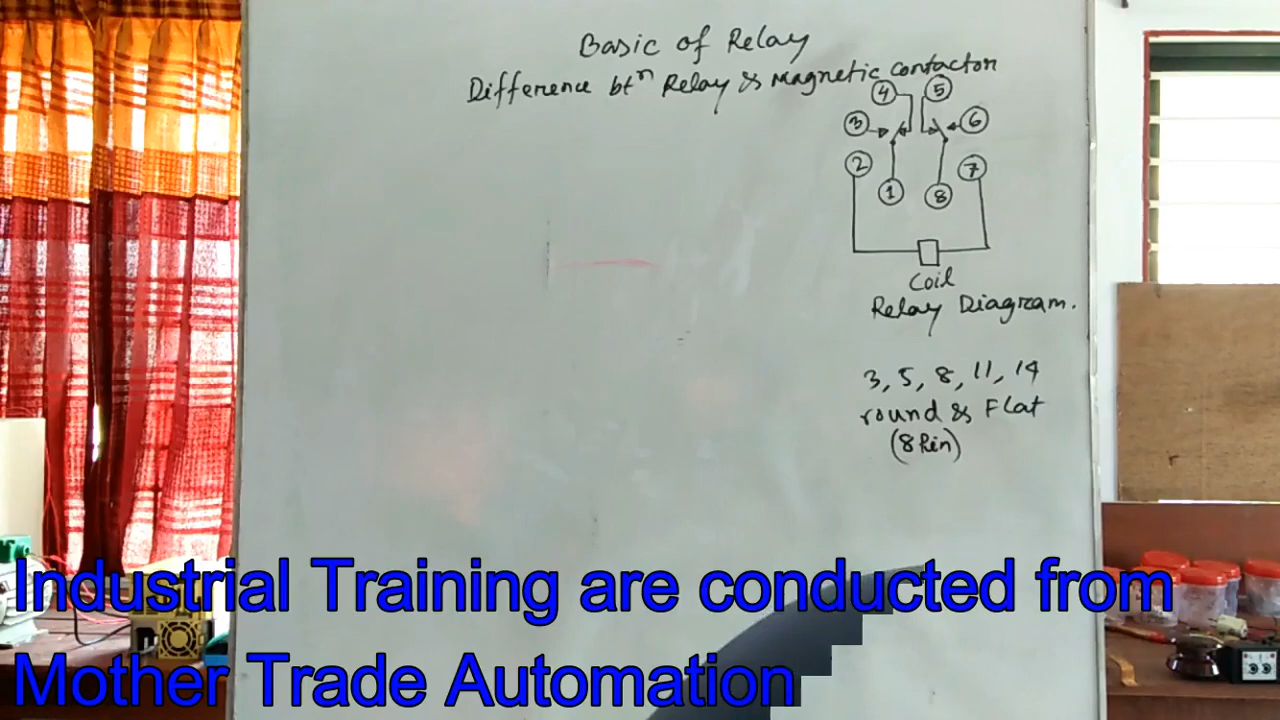 Basic of Relay
Difference btⁿ Relay & Magnetic contactor
4 5
3 6
2 7
1 8
Coil
Relay Diagram.
3, 5, 8, 11, 14
round & Flat
(8 Pin)
Industrial Training are conducted from
Mother Trade Automation